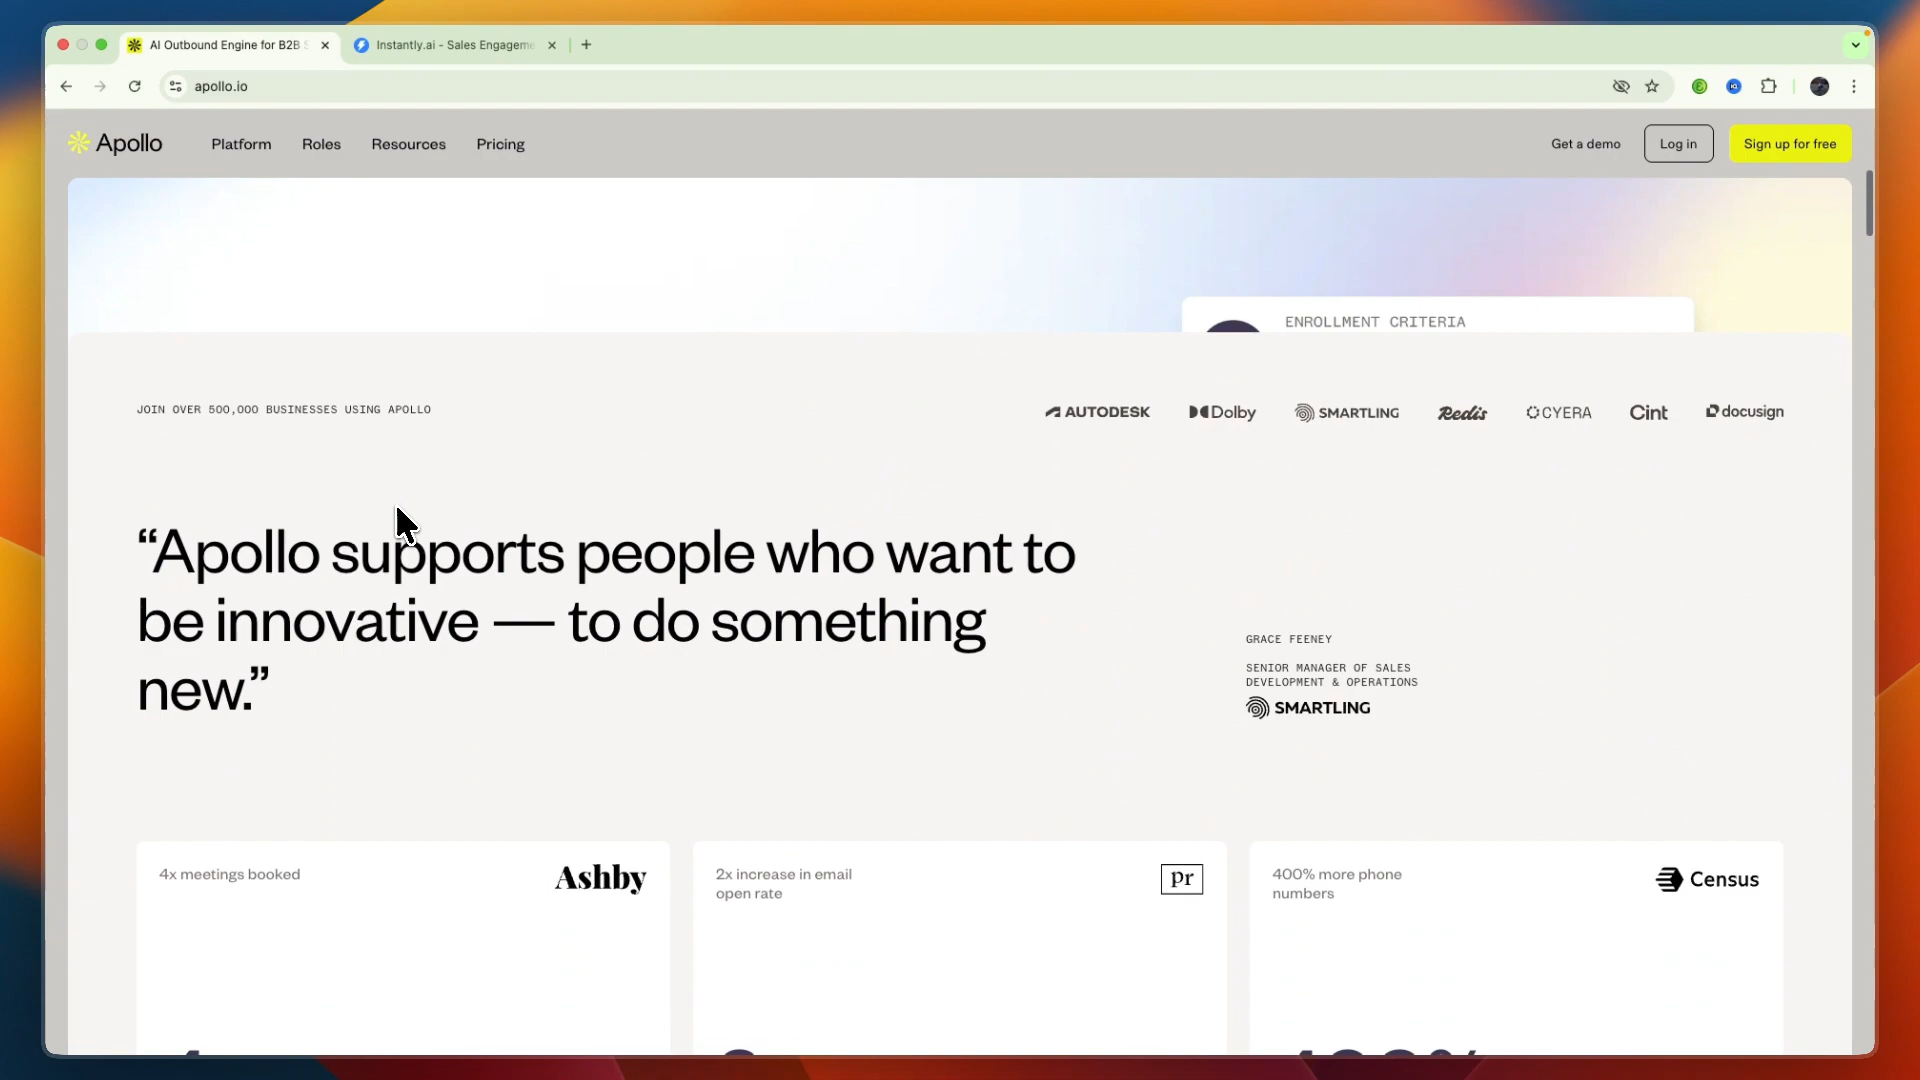 AI Outbound Engine for B2B S
Instantly.ai - Sales Engageme
apollo.io
Apollo
Platform
Roles
Resources
Pricing
Get a demo
Log in
Sign up for free
ENROLLMENT CRITERIA
JOIN OVER 500,000 BUSINESSES USING APOLLO
AUTODESK
Dolby
SMARTLING
Redis
CYERA
Cint
docusign
“Apollo supports people who want to
be innovative — to do something
new.”
GRACE FEENEY
SENIOR MANAGER OF SALES
DEVELOPMENT & OPERATIONS
SMARTLING
4x meetings booked
Ashby
2x increase in email
open rate
pr
400% more phone
numbers
Census